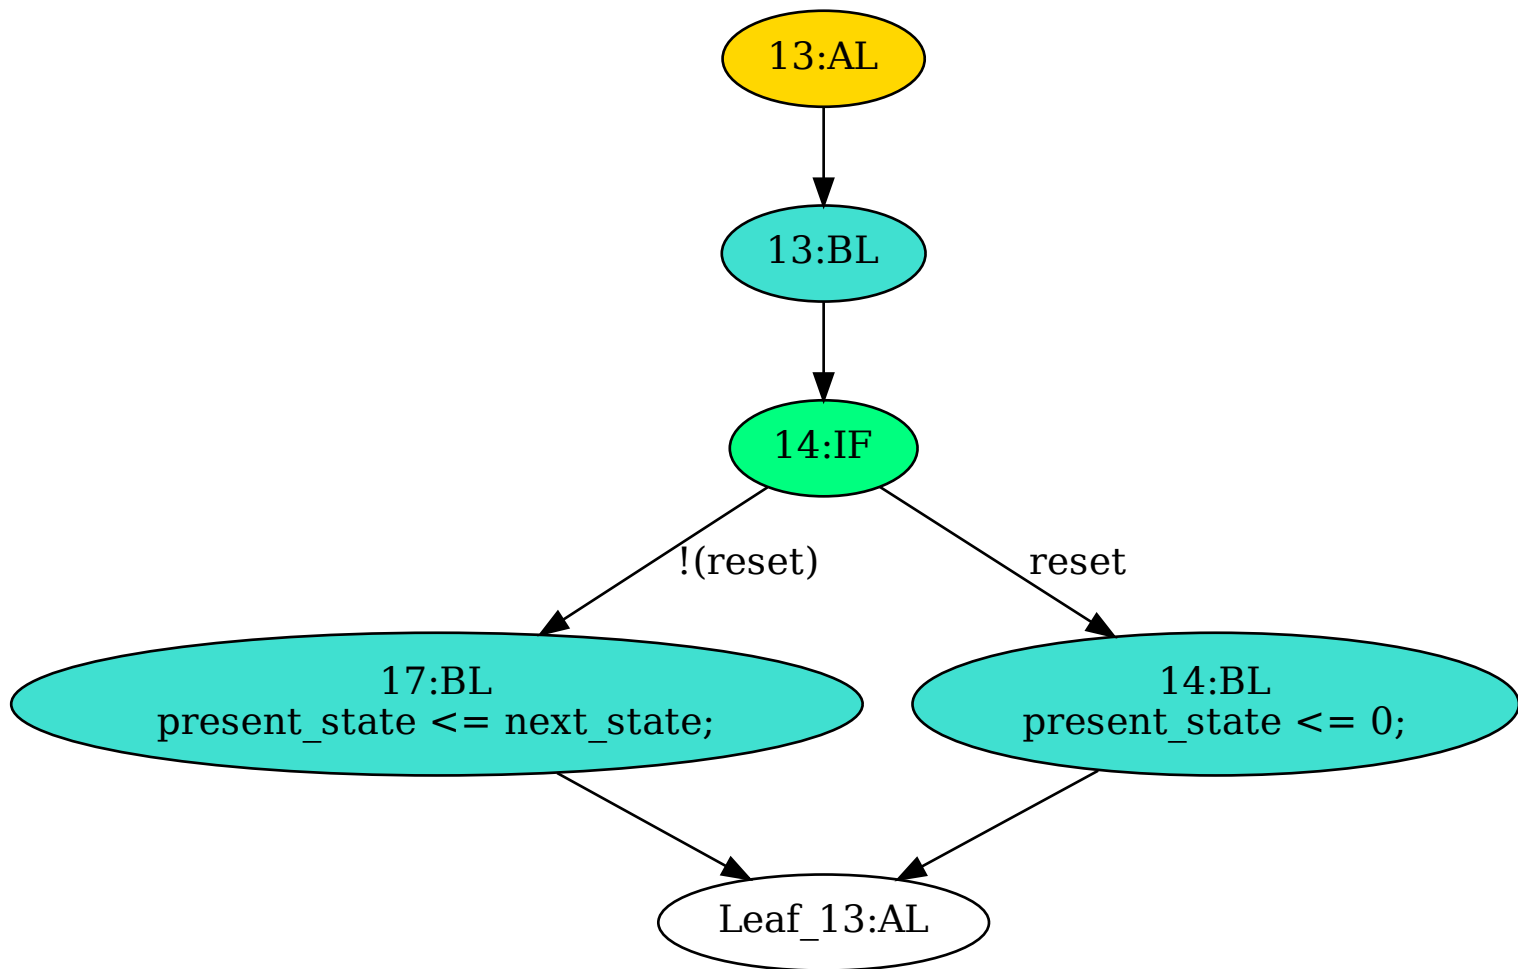 13:AL
13:BL
14:IF
!(reset)
reset
17:BL
present_state <= next_state;
14:BL
present_state <= 0;
Leaf_13:AL